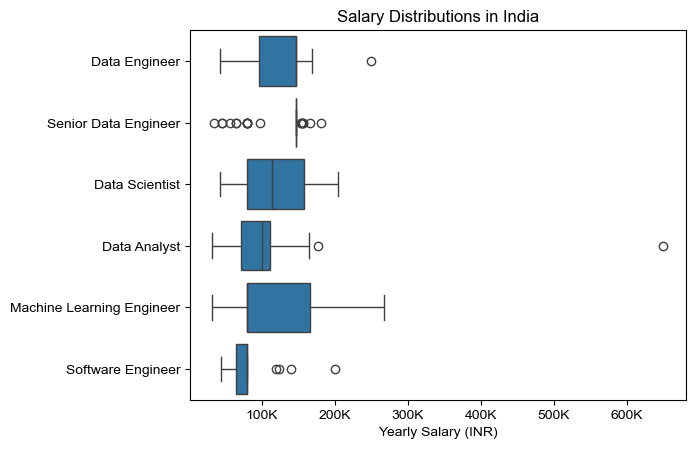 Salary Distributions in India
Data Engineer
Senior Data Engineer
Data Scientist
Data Analyst
Machine Learning Engineer
Software Engineer
100K 200K 300K 400K 500K 600K
Yearly Salary (INR)